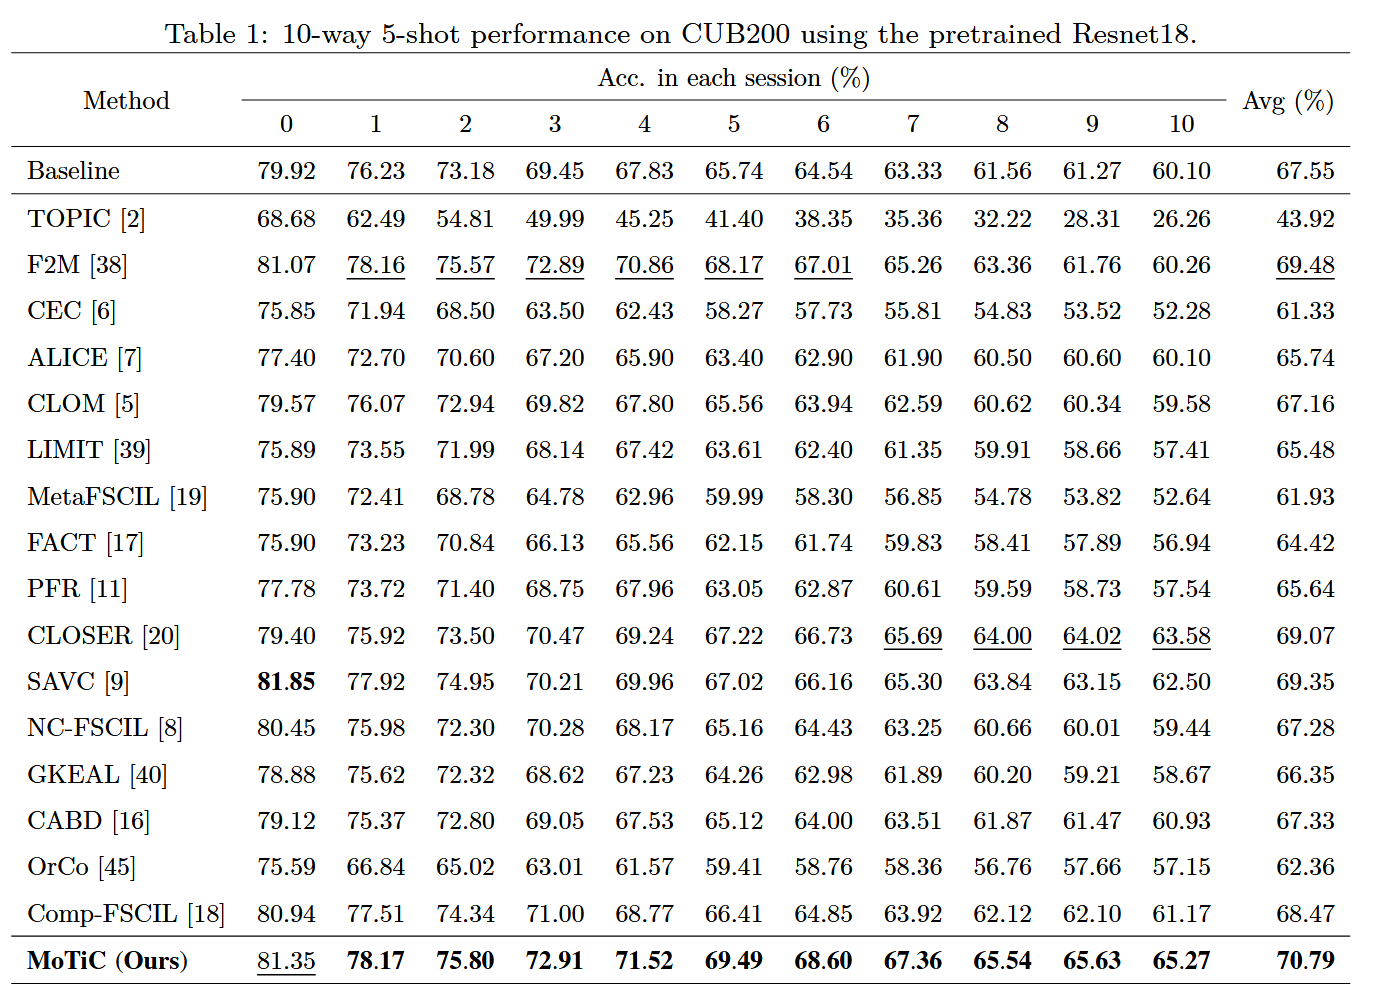 Table 1: 10-way 5-shot performance on CUB200 using the pretrained Resnet18.
Method Acc. in each session (%) Avg (%)
0 1 2 3 4 5 6 7 8 9 10
Baseline 79.92 76.23 73.18 69.45 67.83 65.74 64.54 63.33 61.56 61.27 60.10 67.55
TOPIC [2] 68.68 62.49 54.81 49.99 45.25 41.40 38.35 35.36 32.22 28.31 26.26 43.92
F2M [38] 81.07 78.16 75.57 72.89 70.86 68.17 67.01 65.26 63.36 61.76 60.26 69.48
CEC [6] 75.85 71.94 68.50 63.50 62.43 58.27 57.73 55.81 54.83 53.52 52.28 61.33
ALICE [7] 77.40 72.70 70.60 67.20 65.90 63.40 62.90 61.90 60.50 60.60 60.10 65.74
CLOM [5] 79.57 76.07 72.94 69.82 67.80 65.56 63.94 62.59 60.62 60.34 59.58 67.16
LIMIT [39] 75.89 73.55 71.99 68.14 67.42 63.61 62.40 61.35 59.91 58.66 57.41 65.48
MetaFSCIL [19] 75.90 72.41 68.78 64.78 62.96 59.99 58.30 56.85 54.78 53.82 52.64 61.93
FACT [17] 75.90 73.23 70.84 66.13 65.56 62.15 61.74 59.83 58.41 57.89 56.94 64.42
PFR [11] 77.78 73.72 71.40 68.75 67.96 63.05 62.87 60.61 59.59 58.73 57.54 65.64
CLOSER [20] 79.40 75.92 73.50 70.47 69.24 67.22 66.73 65.69 64.00 64.02 63.58 69.07
SAVC [9] 81.85 77.92 74.95 70.21 69.96 67.02 66.16 65.30 63.84 63.15 62.50 69.35
NC-FSCIL [8] 80.45 75.98 72.30 70.28 68.17 65.16 64.43 63.25 60.66 60.01 59.44 67.28
GKEAL [40] 78.88 75.62 72.32 68.62 67.23 64.26 62.98 61.89 60.20 59.21 58.67 66.35
CABD [16] 79.12 75.37 72.80 69.05 67.53 65.12 64.00 63.51 61.87 61.47 60.93 67.33
OrCo [45] 75.59 66.84 65.02 63.01 61.57 59.41 58.76 58.36 56.76 57.66 57.15 62.36
Comp-FSCIL [18] 80.94 77.51 74.34 71.00 68.77 66.41 64.85 63.92 62.12 62.10 61.17 68.47
MoTiC (Ours) 81.35 78.17 75.80 72.91 71.52 69.49 68.60 67.36 65.54 65.63 65.27 70.79